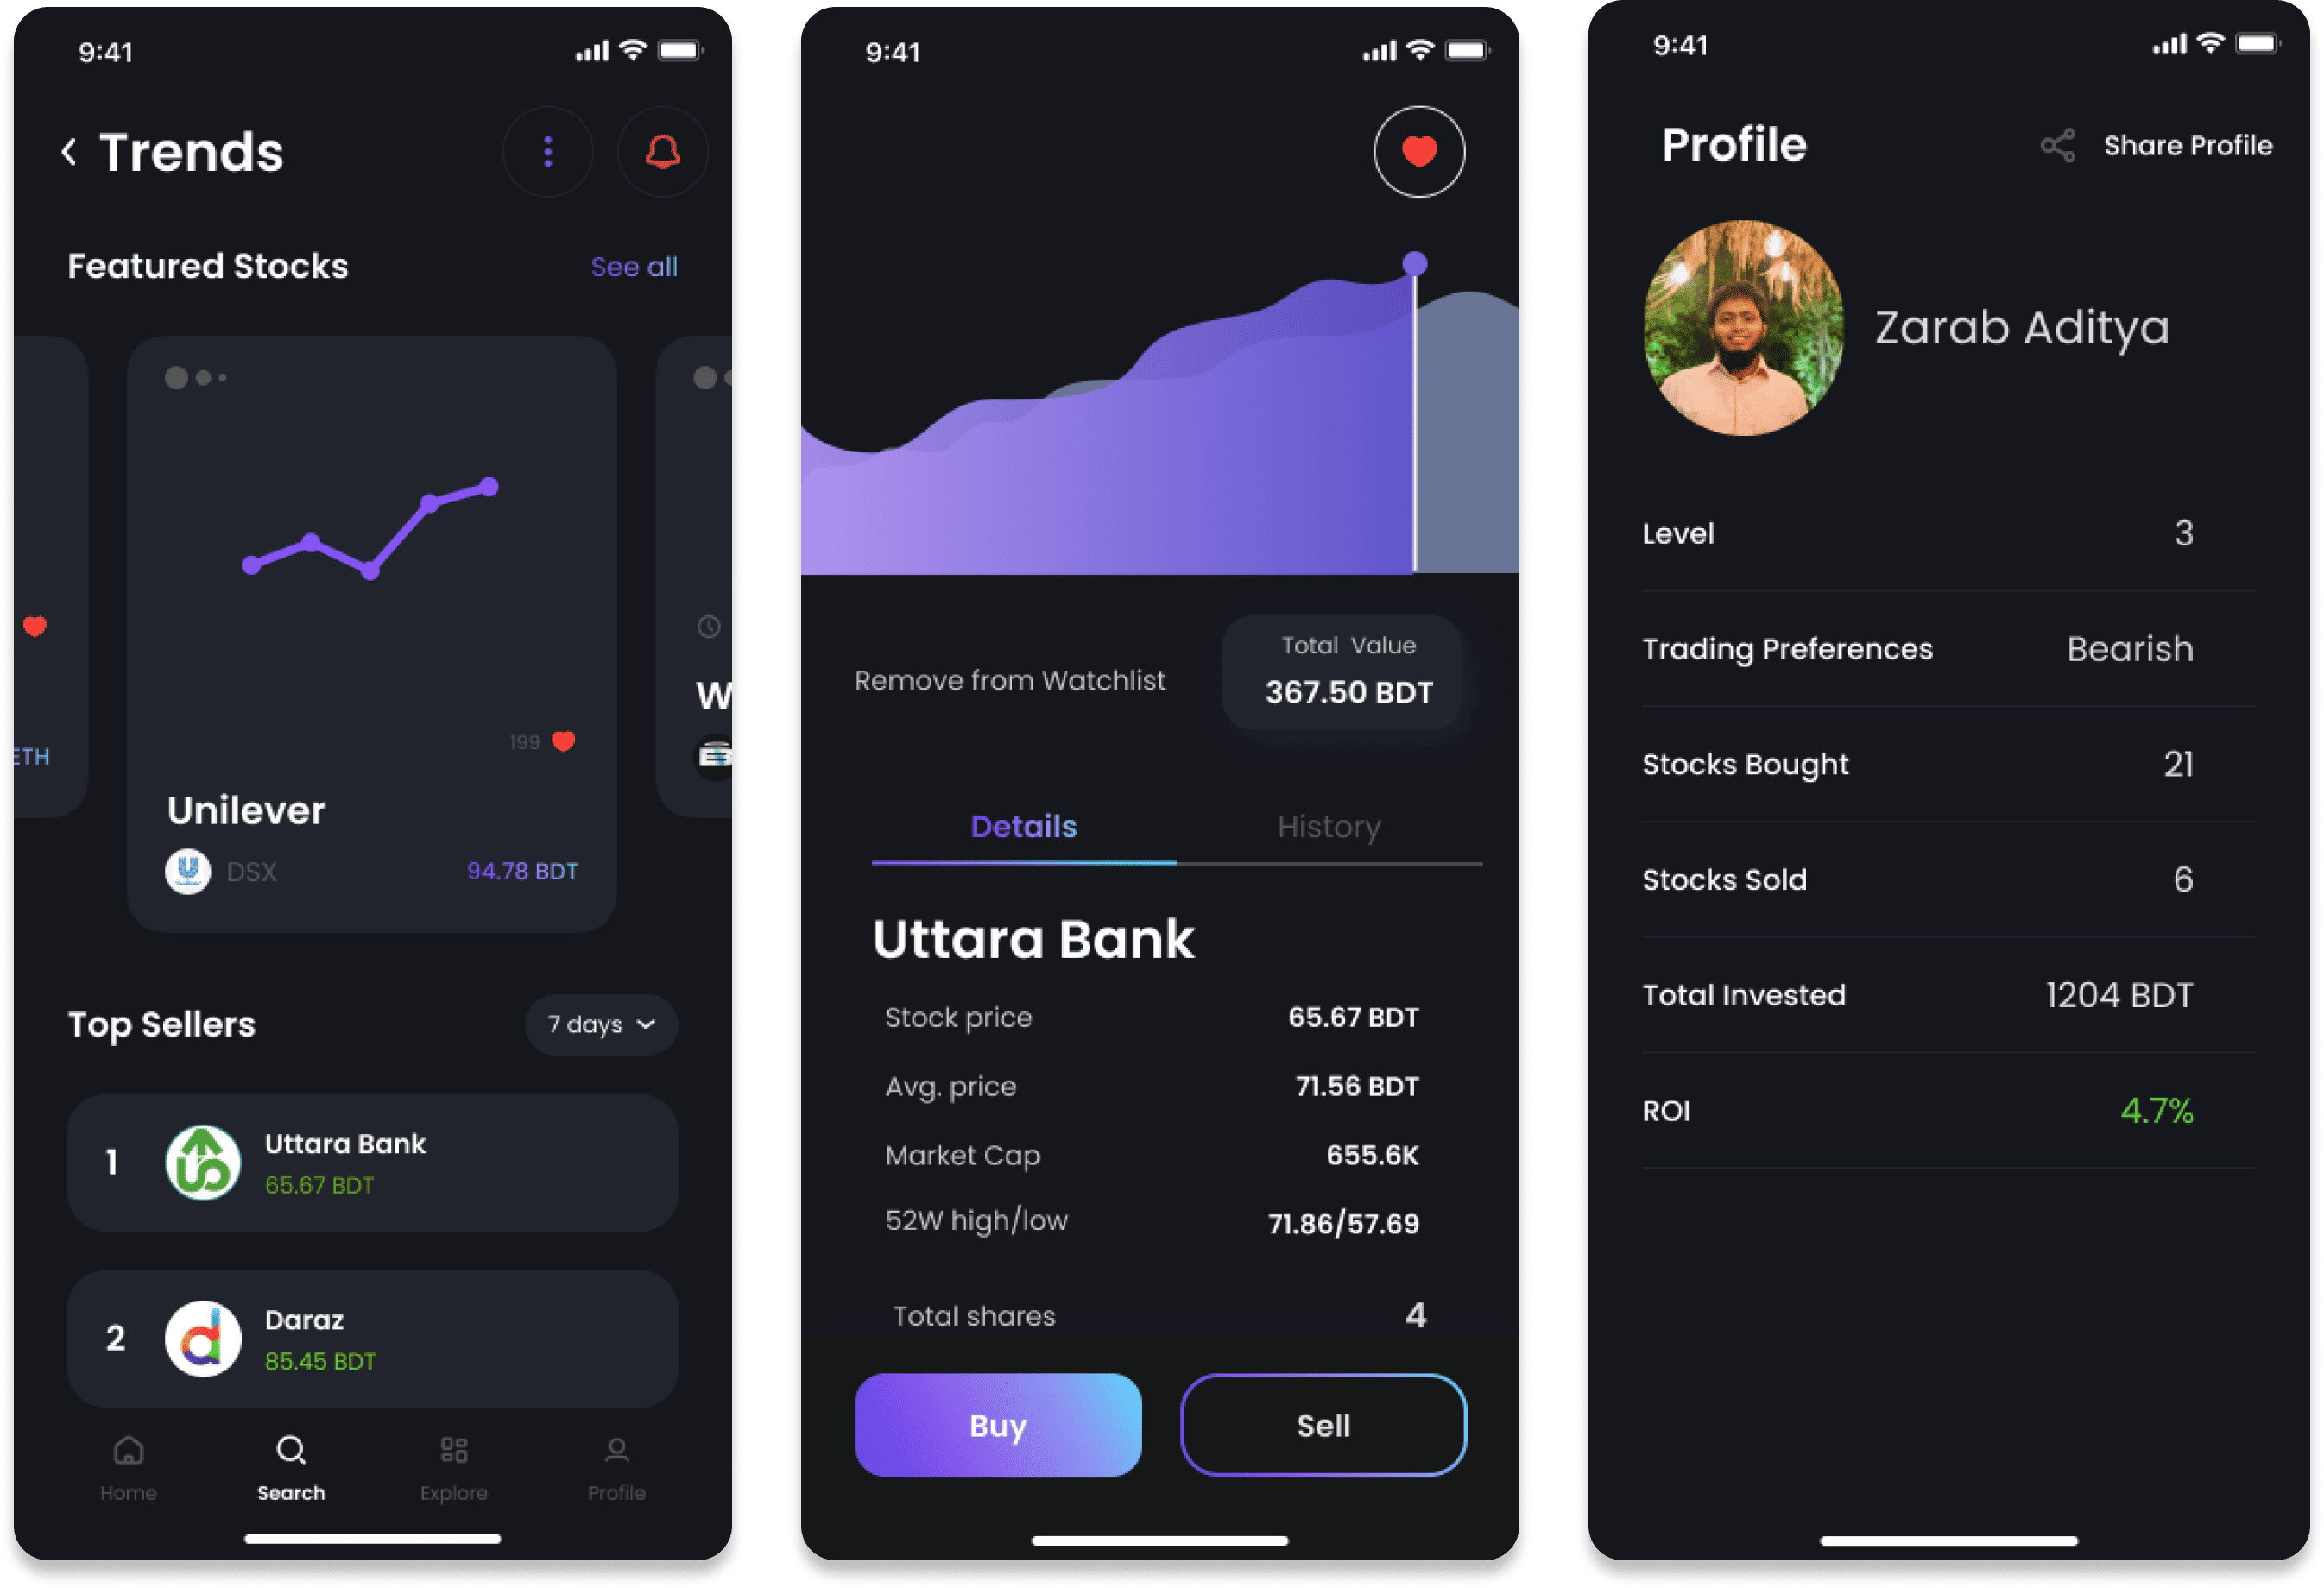 9:41
Trends
Featured Stocks
See all
ETH
199
Unilever
DSX
94.78 BDT
W
Top Sellers
7 days
1
Uttara Bank
65.67 BDT
2
Daraz
85.45 BDT
Home
Search
Explore
Profile
9:41
Remove from Watchlist
Total Value
367.50 BDT
Details
History
Uttara Bank
Stock price
65.67 BDT
Avg. price
71.56 BDT
Market Cap
655.6K
52W high/low
71.86/57.69
Total shares
4
Buy
Sell
9:41
Profile
Share Profile
Zarab Aditya
Level
3
Trading Preferences
Bearish
Stocks Bought
21
Stocks Sold
6
Total Invested
1204 BDT
ROI
4.7%